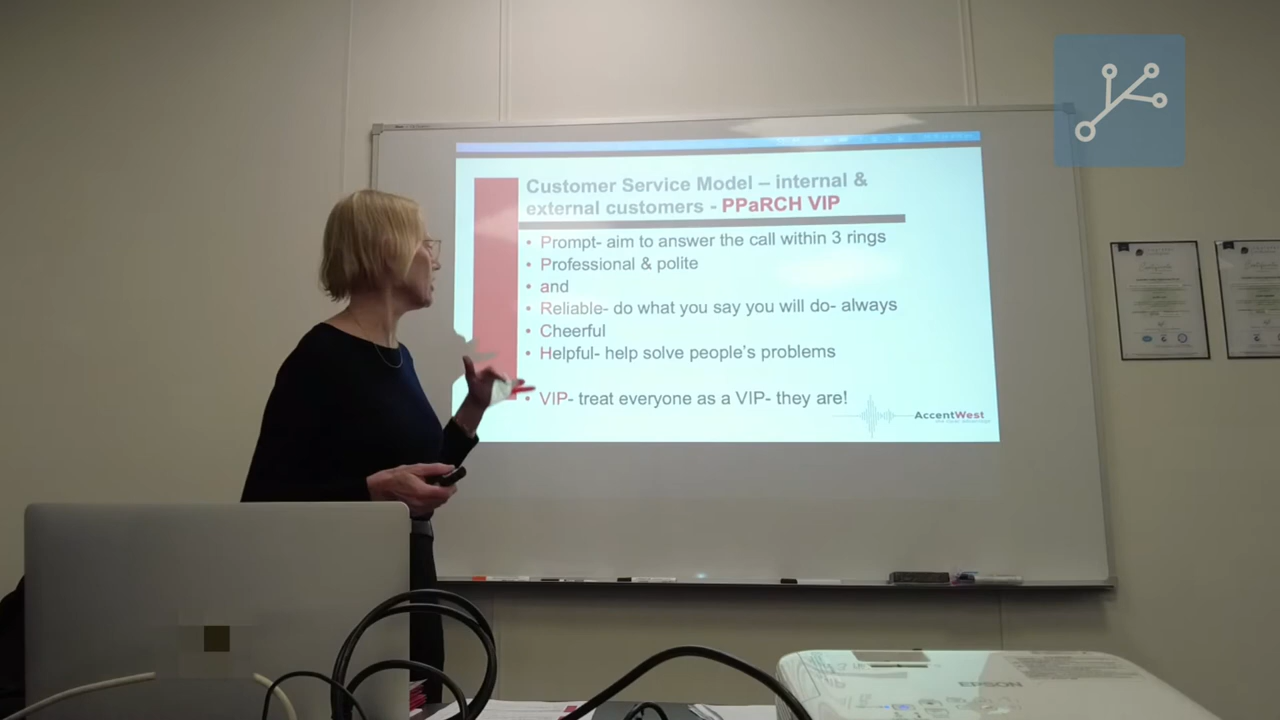 Customer Service Model – internal &
external customers - PPaRCH VIP
• Prompt- aim to answer the call within 3 rings
• Professional & polite
• and
• Reliable- do what you say you will do- always
• Cheerful
• Helpful- help solve people's problems
• VIP- treat everyone as a VIP- they are!
AccentWest
EPSON